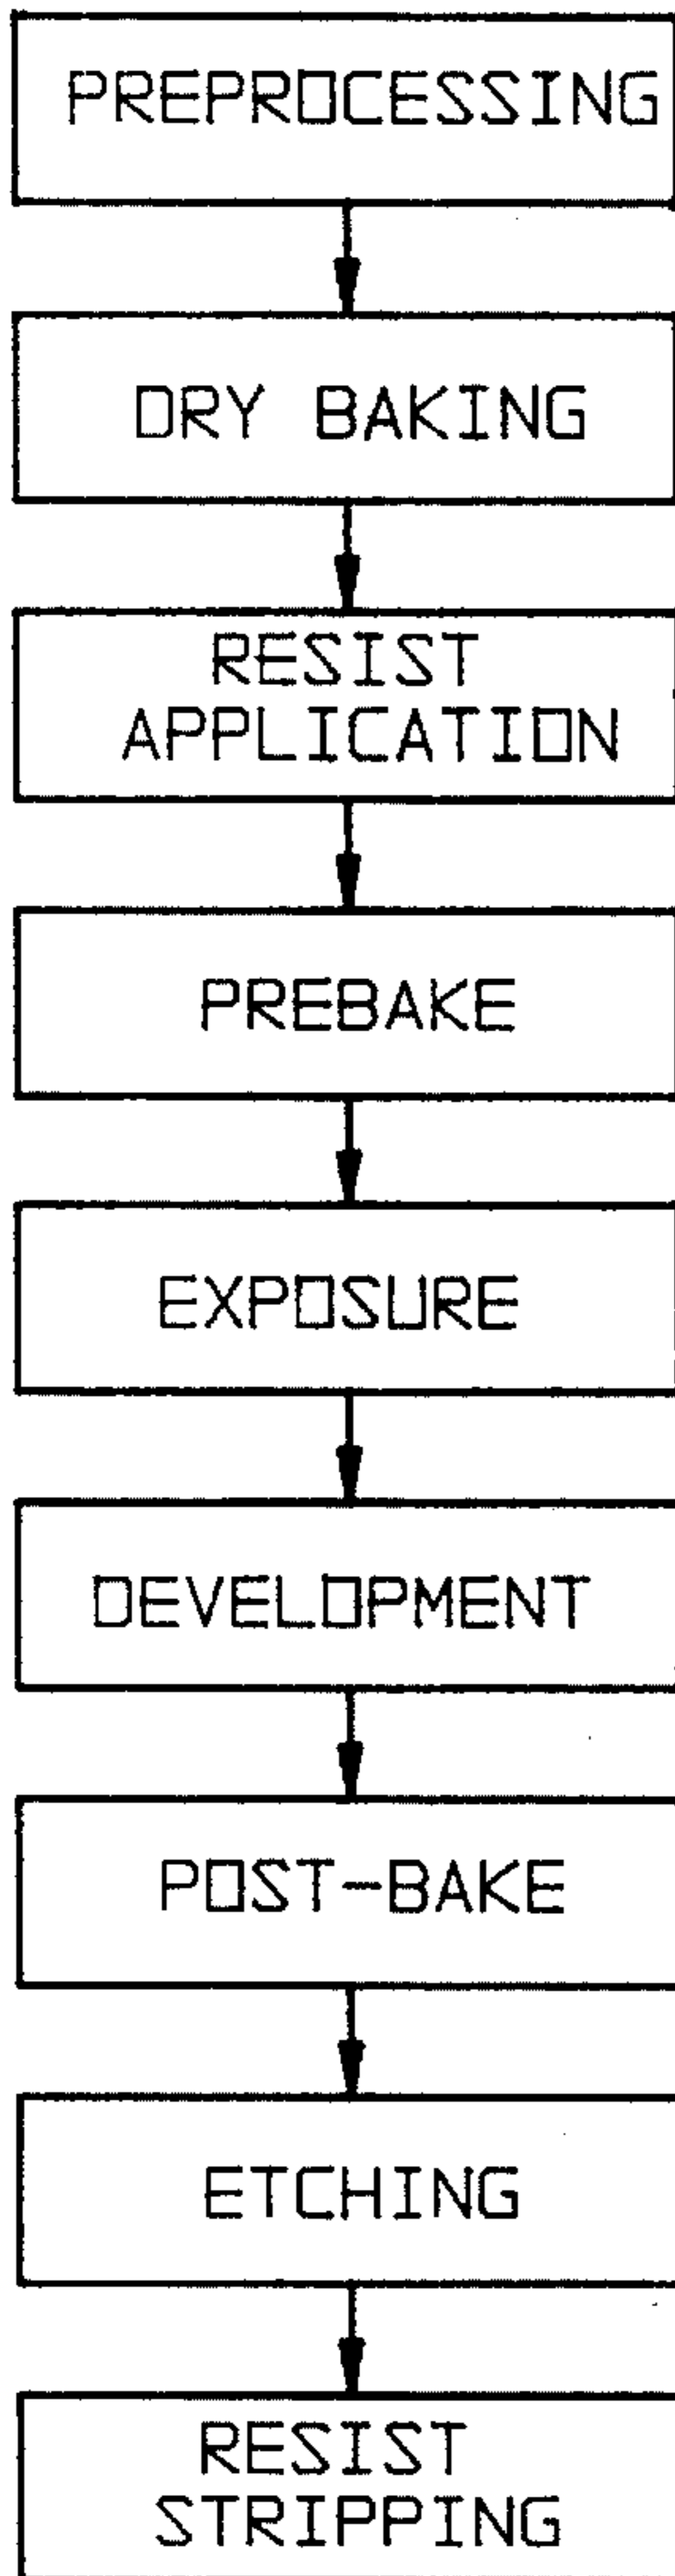 PREPROCESSING
DRY BAKING
RESIST
APPLICATION
PREBAKE
EXPOSURE
DEVELOPMENT
POST-BAKE
ETCHING
RESIST
STRIPPING